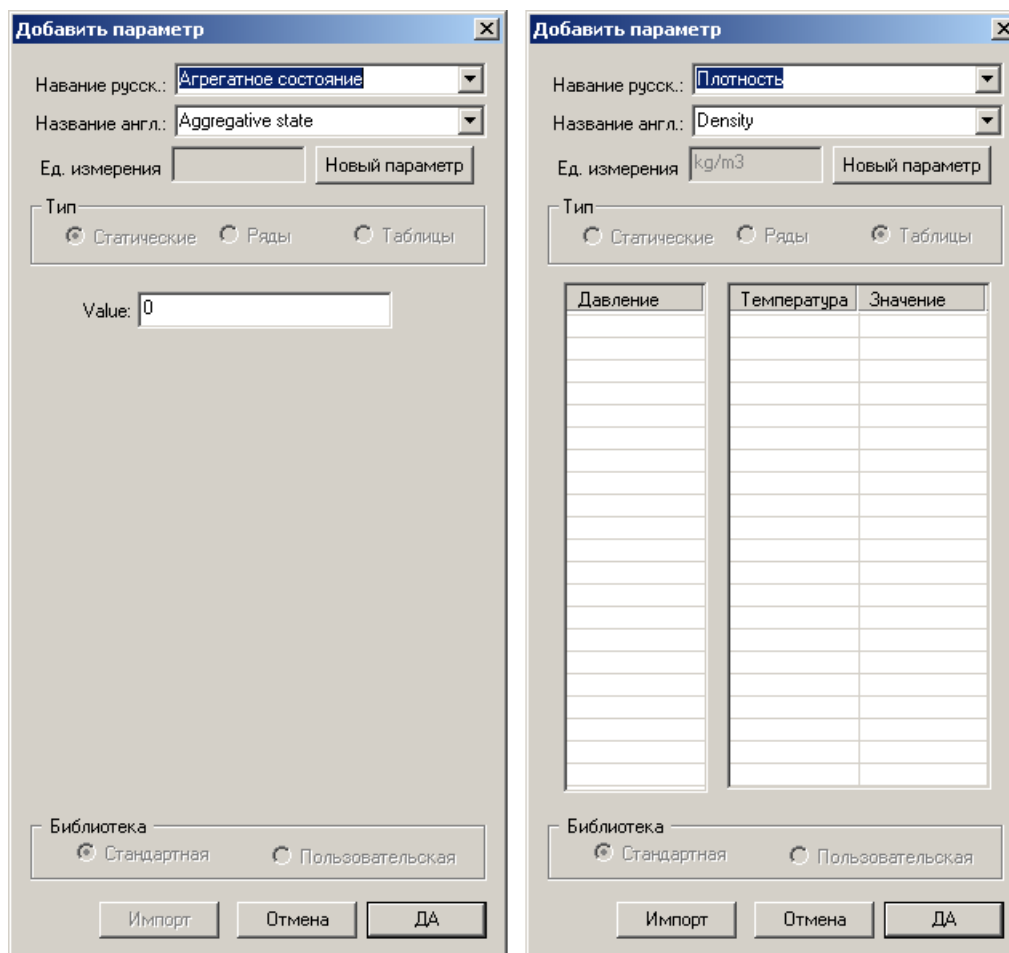 Добавить параметр
Навание русск.: Агрегатное состояние
Название англ.: Aggregative state
Ед. измерения Новый параметр
Тип
Статические Ряды Таблицы
Value: 0
Библиотека
Стандартная Пользовательская
Импорт Отмена ДА
Добавить параметр
Навание русск.: Плотность
Название англ.: Density
Ед. измерения kg/m3 Новый параметр
Тип
Статические Ряды Таблицы
Давление Температура Значение
Библиотека
Стандартная Пользовательская
Импорт Отмена ДА